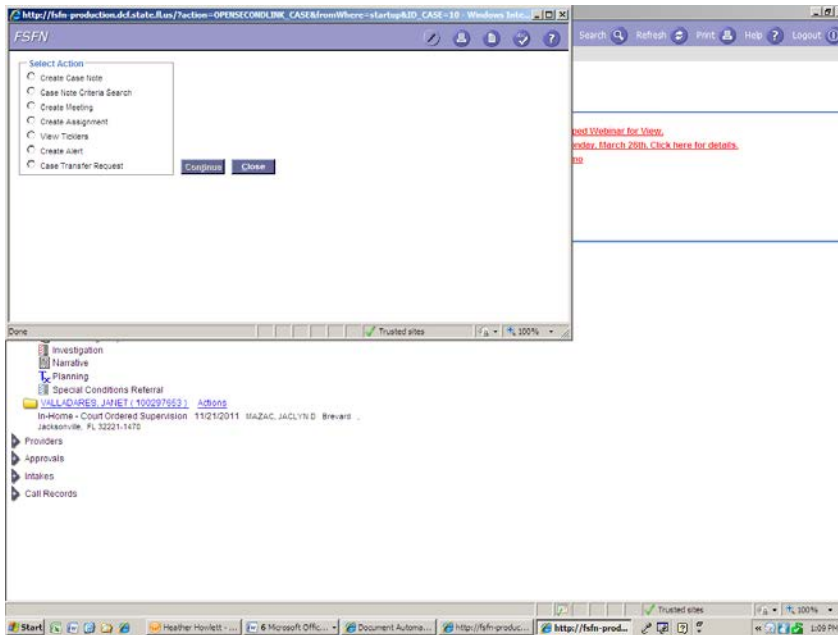 http://fsfn-production.dcf.state.fl.us/?action=OPENSECONDLINK_CASE&fromWhere=startup&ID_CASE=10 - Windows Inte...
FSFN
Search Refresh Print Help Logout
Select Action
Create Case Note
Case Note Criteria Search
Create Meeting
Create Assignment
View Ticklers
Create Alert
Case Transfer Request
Continue Close
ped Webinar for View.
nday, March 26th. Click here for details.
no
Done Trusted sites 100%
Investigation
Narrative
Planning
Special Conditions Referral
VALLADARES, JANET ( 100297653 ) Actions
In-Home - Court Ordered Supervision 11/21/2011 MAZAC, JACLYN D Brevard ,
Jacksonville, FL 32221-1470
Providers
Approvals
Intakes
Call Records
Trusted sites 100%
Start Heather Howlett - ... 6 Microsoft Offic... Document Automa... http://fsfn-produc... http://fsfn-prod... 1:09 P